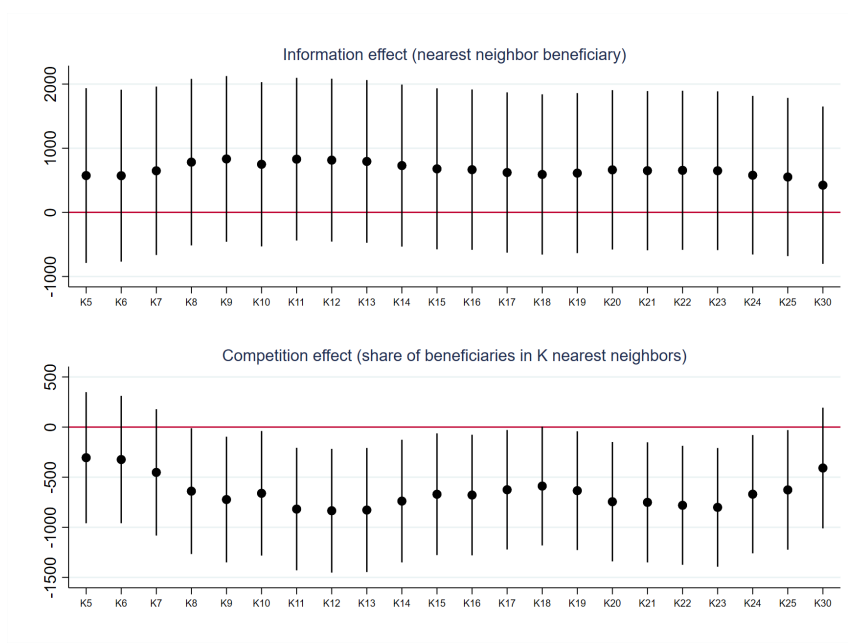 Information effect (nearest neighbor beneficiary)
2000
1000
0
-1000
K5 K6 K7 K8 K9 K10 K11 K12 K13 K14 K15 K16 K17 K18 K19 K20 K21 K22 K23 K24 K25 K30
Competition effect (share of beneficiaries in K nearest neighbors)
500
0
-500
-1000
-1500
K5 K6 K7 K8 K9 K10 K11 K12 K13 K14 K15 K16 K17 K18 K19 K20 K21 K22 K23 K24 K25 K30